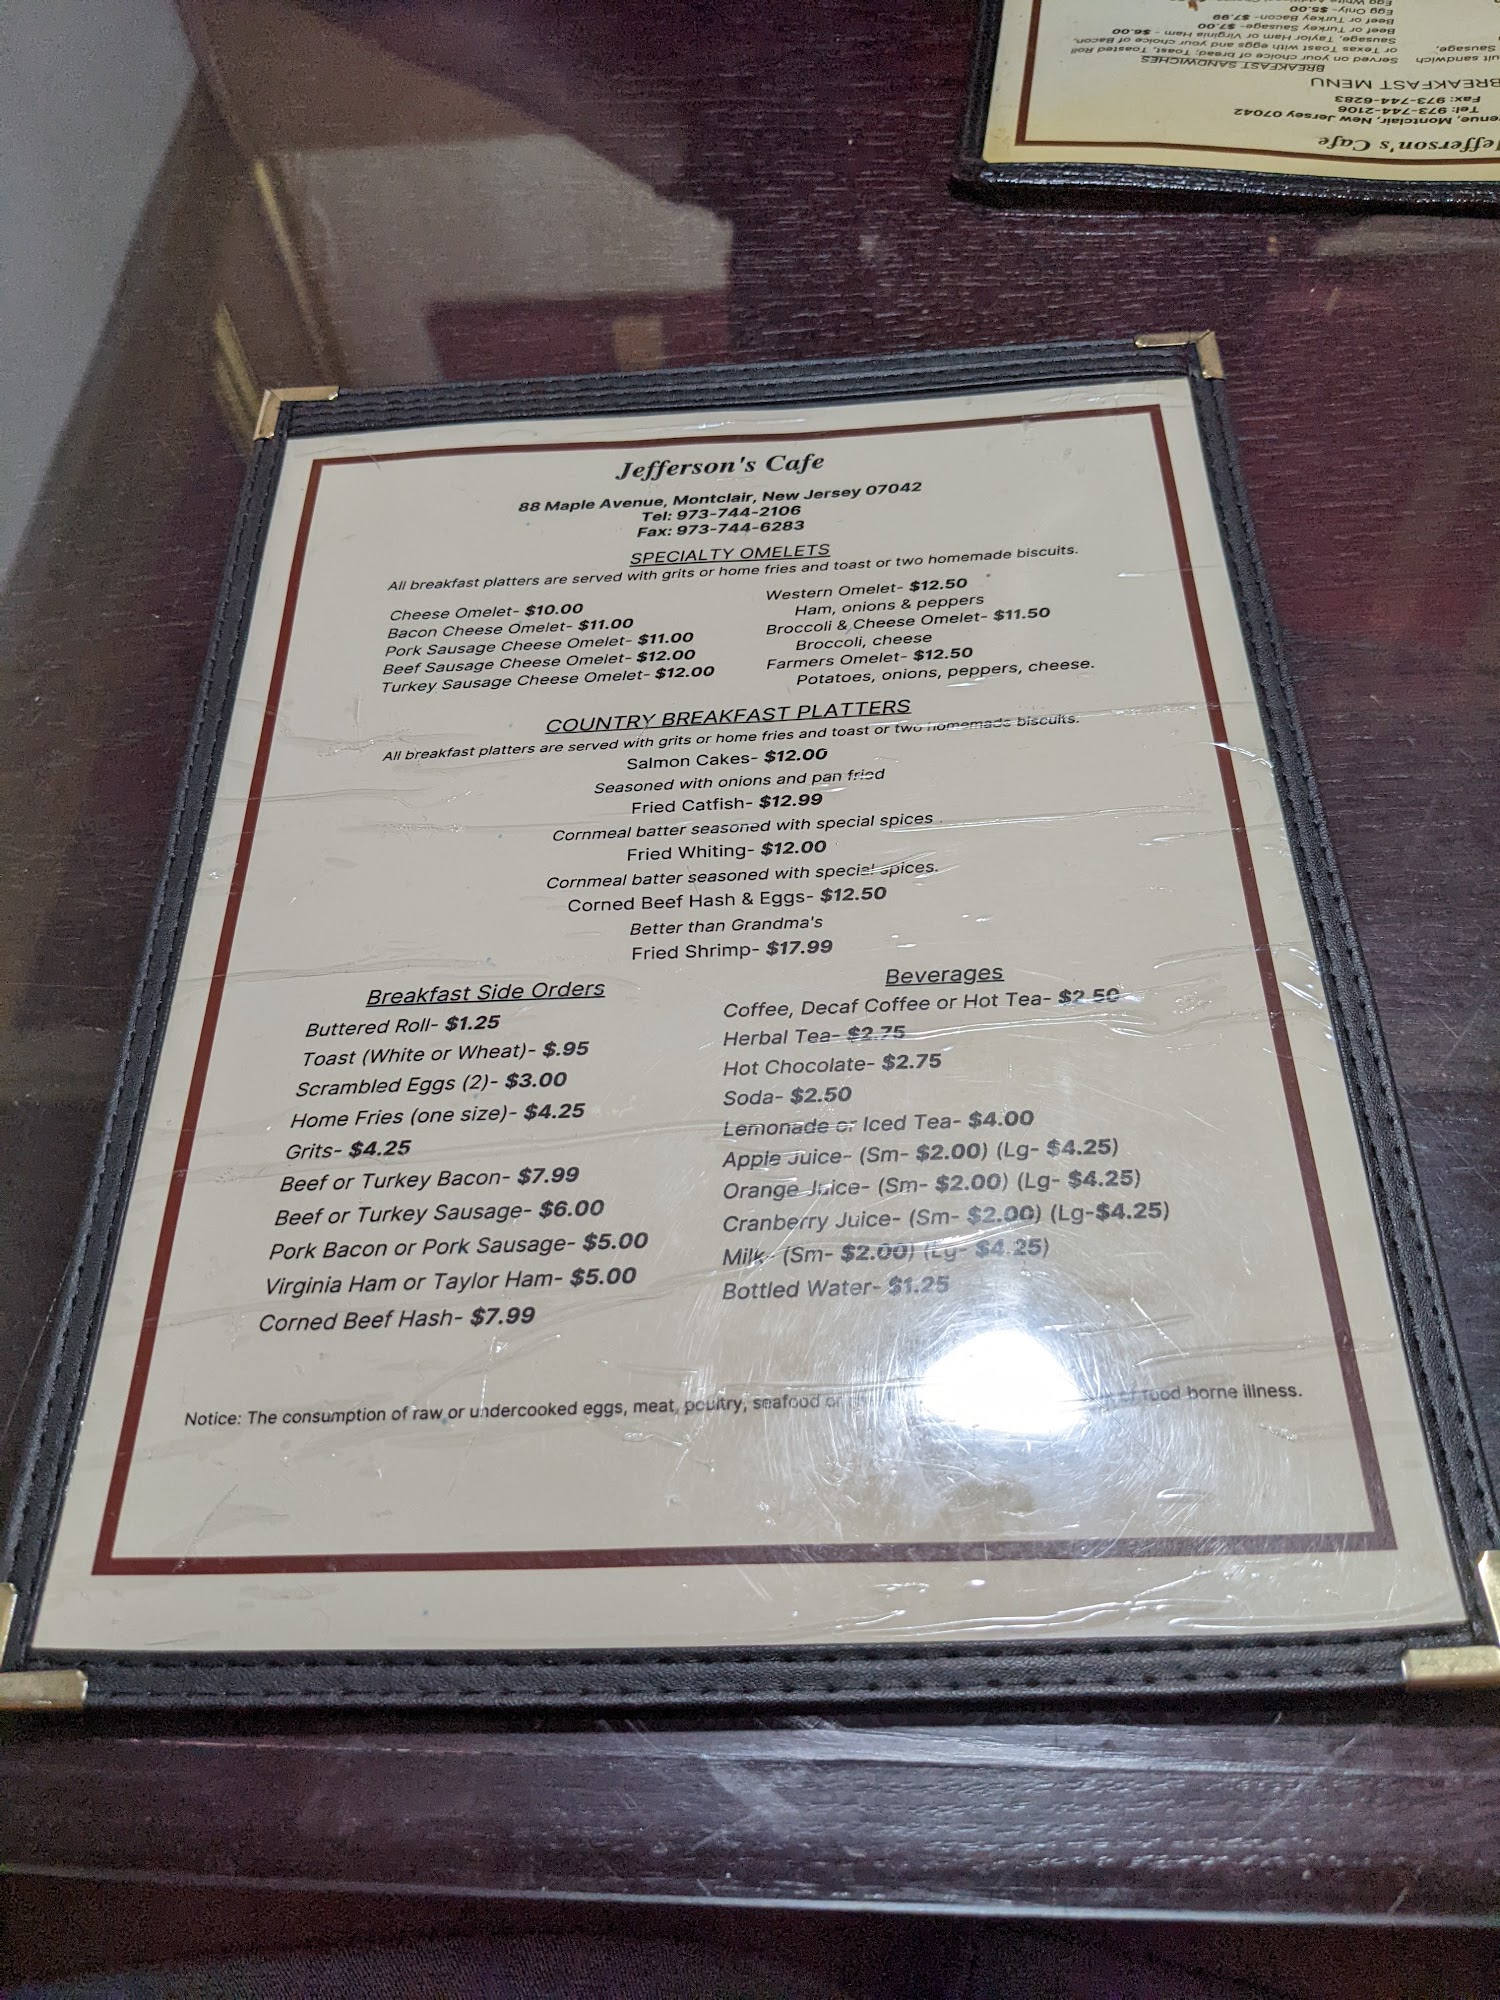 Jefferson's Cafe
88 Maple Avenue, Montclair, New Jersey 07042
Tel: 973-744-2106
Fax: 973-744-6283
SPECIALTY OMELETS
All breakfast platters are served with grits or home fries and toast or two homemade biscuits.
Cheese Omelet- $10.00
Bacon Cheese Omelet- $11.00
Pork Sausage Cheese Omelet- $11.00
Beef Sausage Cheese Omelet- $12.00
Turkey Sausage Cheese Omelet- $12.00
Western Omelet- $12.50
Ham, onions & peppers
Broccoli & Cheese Omelet- $11.50
Broccoli, cheese
Farmers Omelet- $12.50
Potatoes, onions, peppers, cheese.
COUNTRY BREAKFAST PLATTERS
All breakfast platters are served with grits or home fries and toast or two homemade biscuits.
Salmon Cakes- $12.00
Seasoned with onions and pan fried
Fried Catfish- $12.99
Cornmeal batter seasoned with special spices .
Fried Whiting- $12.00
Cornmeal batter seasoned with special spices.
Corned Beef Hash & Eggs- $12.50
Better than Grandma's
Fried Shrimp- $17.99
Breakfast Side Orders
Buttered Roll- $1.25
Toast (White or Wheat)- $.95
Scrambled Eggs (2)- $3.00
Home Fries (one size)- $4.25
Grits- $4.25
Beef or Turkey Bacon- $7.99
Beef or Turkey Sausage- $6.00
Pork Bacon or Pork Sausage- $5.00
Virginia Ham or Taylor Ham- $5.00
Corned Beef Hash- $7.99
Beverages
Coffee, Decaf Coffee or Hot Tea- $2.50
Herbal Tea- $2.75
Hot Chocolate- $2.75
Soda- $2.50
Lemonade or Iced Tea- $4.00
Apple Juice- (Sm- $2.00) (Lg- $4.25)
Orange Juice- (Sm- $2.00) (Lg- $4.25)
Cranberry Juice- (Sm- $2.00) (Lg-$4.25)
Milk- (Sm- $2.00) (Lg- $4.25)
Bottled Water- $1.25
Notice: The consumption of raw or undercooked eggs, meat, poultry, seafood or of food borne illness.
Jefferson's Cafe
Montclair, New Jersey 07042
Tel: 973-744-2106
Fax: 973-744-6283
BREAKFAST MENU
BREAKFAST SANDWICHES
Served on your choice of bread; Toast, Toasted Roll
or Texas Toast with eggs and your choice of Bacon,
Sausage, Taylor Ham or Virginia Ham - $6.00
Beef or Turkey Sausage- $7.00
Beef or Turkey Bacon- $7.99
Egg Only- $5.00
Egg White
sandwich
Sausage,